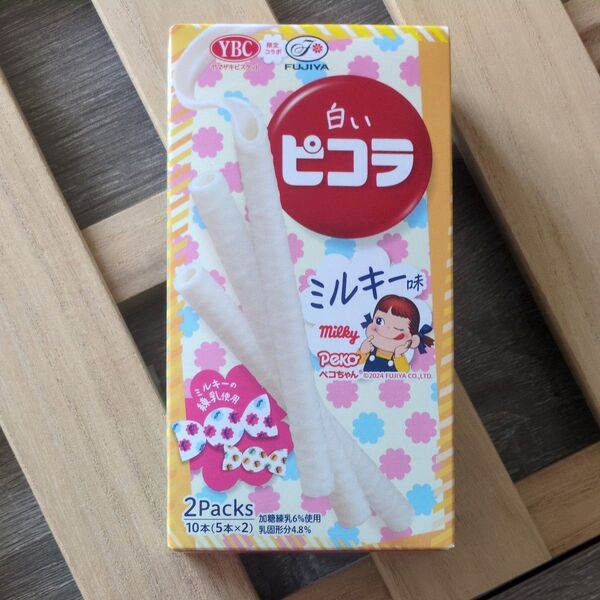 YBC
ヤマザキビスケット
限定
コラボ
F
FUJIYA
白い
ピコラ
ミルキー味
milky
PeKO
ペコちゃん®
©2024 FUJIYA CO.,LTD.
ミルキーの
練乳使用
2Packs
10本(5本×2)
加糖練乳6%使用
乳固形分4.8%